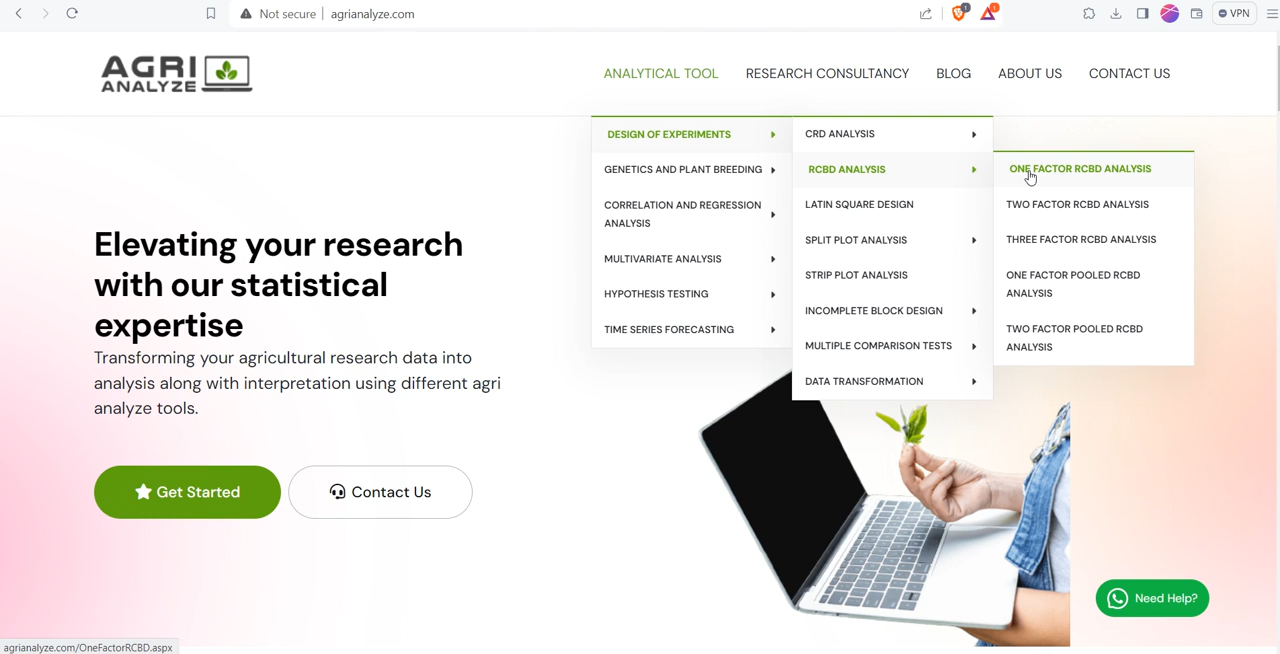 Not secure | agrianalyze.com
1
1
VPN
AGRI
ANALYZE
ANALYTICAL TOOL
RESEARCH CONSULTANCY
BLOG
ABOUT US
CONTACT US
DESIGN OF EXPERIMENTS
GENETICS AND PLANT BREEDING
CORRELATION AND REGRESSION
ANALYSIS
MULTIVARIATE ANALYSIS
HYPOTHESIS TESTING
TIME SERIES FORECASTING
CRD ANALYSIS
RCBD ANALYSIS
LATIN SQUARE DESIGN
SPLIT PLOT ANALYSIS
STRIP PLOT ANALYSIS
INCOMPLETE BLOCK DESIGN
MULTIPLE COMPARISON TESTS
DATA TRANSFORMATION
ONE FACTOR RCBD ANALYSIS
TWO FACTOR RCBD ANALYSIS
THREE FACTOR RCBD ANALYSIS
ONE FACTOR POOLED RCBD
ANALYSIS
TWO FACTOR POOLED RCBD
ANALYSIS
Elevating your research
with our statistical
expertise
Transforming your agricultural research data into
analysis along with interpretation using different agri
analyze tools.
Get Started
Contact Us
Need Help?
agrianalyze.com/OneFactorRCBD.aspx